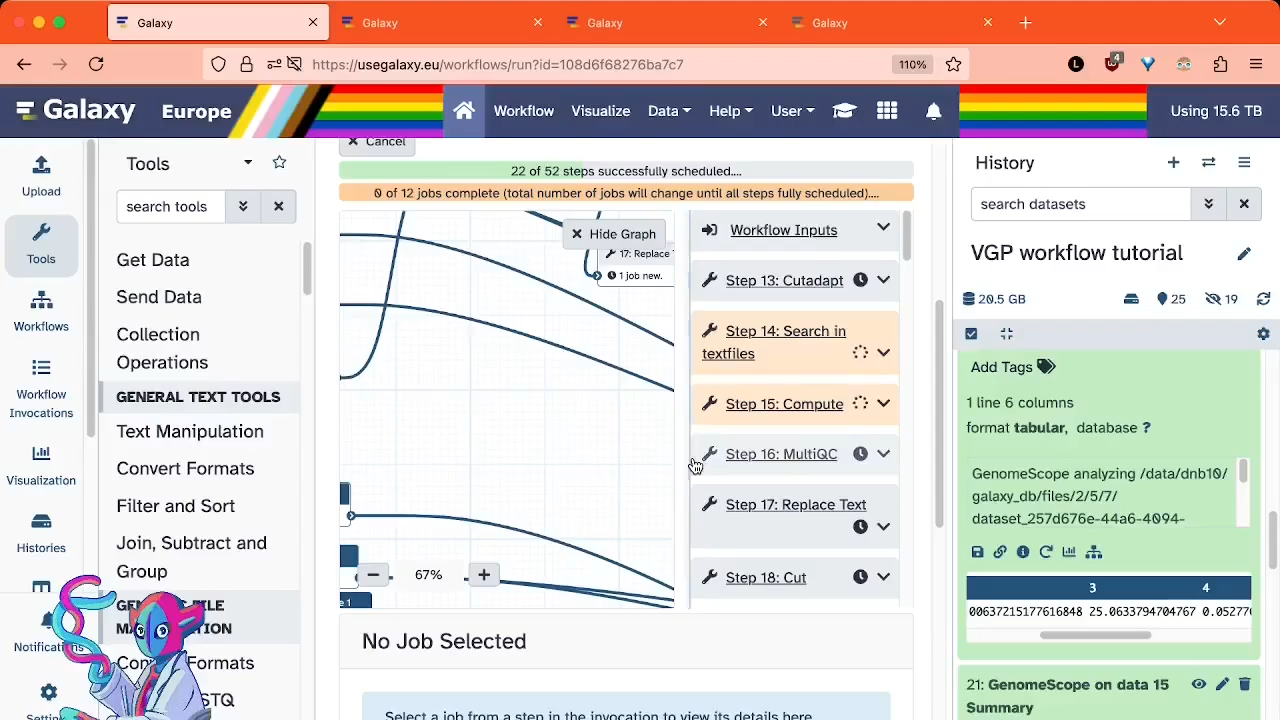 Galaxy
Galaxy
Galaxy
Galaxy
https://usegalaxy.eu/workflows/run?id=108d6f68276ba7c7
110%
4
Galaxy Europe
Workflow
Visualize
Data
Help
User
Using 15.6 TB
Upload
Tools
Workflows
Workflow
Invocations
Visualization
Histories
Notifications
Tools
search tools
Get Data
Send Data
Collection
Operations
GENERAL TEXT TOOLS
Text Manipulation
Convert Formats
Filter and Sort
Join, Subtract and
Group
Cancel
22 of 52 steps successfully scheduled....
0 of 12 jobs complete (total number of jobs will change until all steps fully scheduled)....
Hide Graph
17: Replace
1 job new.
67%
Workflow Inputs
Step 13: Cutadapt
Step 14: Search in
textfiles
Step 15: Compute
Step 16: MultiQC
Step 17: Replace Text
Step 18: Cut
No Job Selected
Select a job from a step in the invocation to view its details here
History
search datasets
VGP workflow tutorial
20.5 GB
25
19
Add Tags
1 line 6 columns
format tabular, database ?
GenomeScope analyzing /data/dnb10/
galaxy_db/files/2/5/7/
dataset_257d676e-44a6-4094-
3 4
00637215177616848 25.0633794704767 0.05277
21: GenomeScope on data 15
Summary